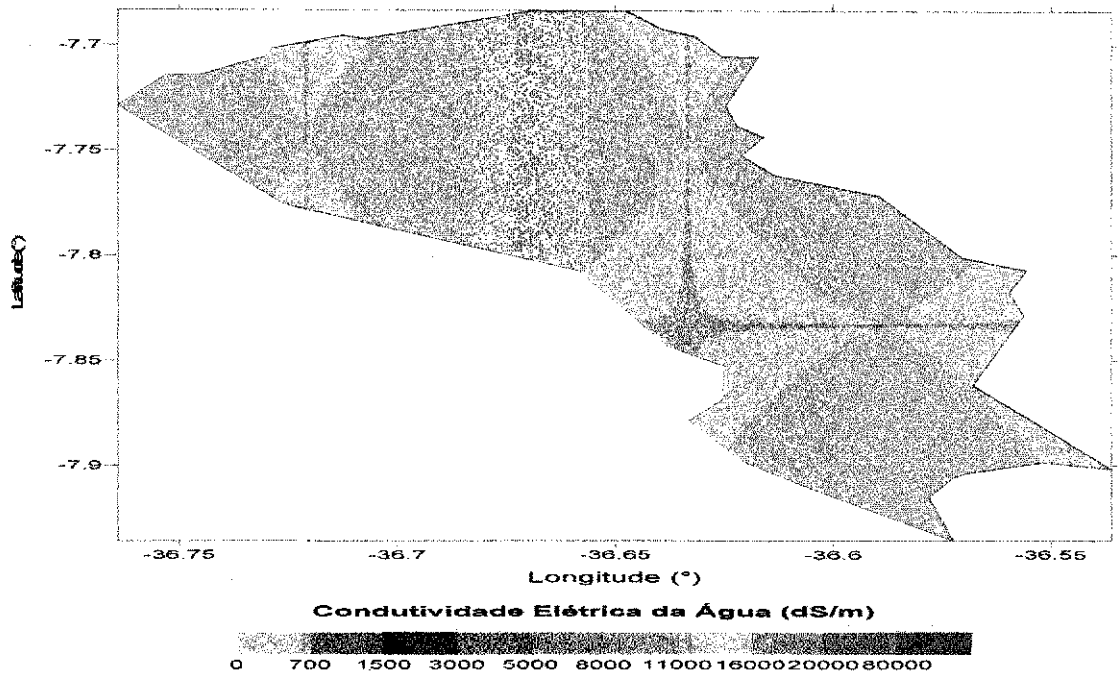 -7.7
-7.75
-7.8
Latitude(°)
-7.85
-7.9
-36.75 -36.7 -36.65 -36.6 -36.55
Longitude (°)
Condutividade Elétrica da Água (dS/m)
0 700 1500 3000 5000 8000 11000 16000 20000 80000